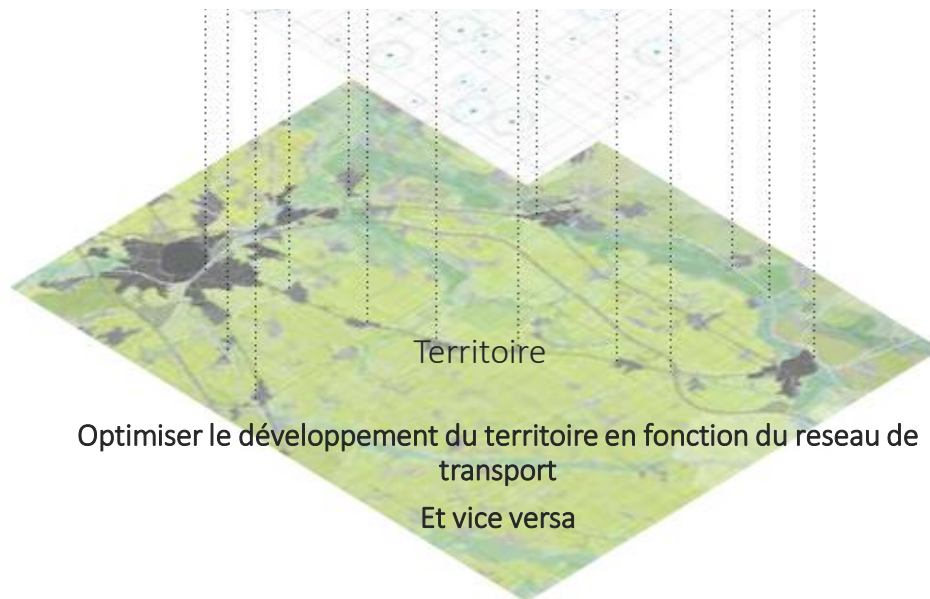 Territoire
Optimiser le développement du territoire en fonction du reseau de
transport
Et vice versa